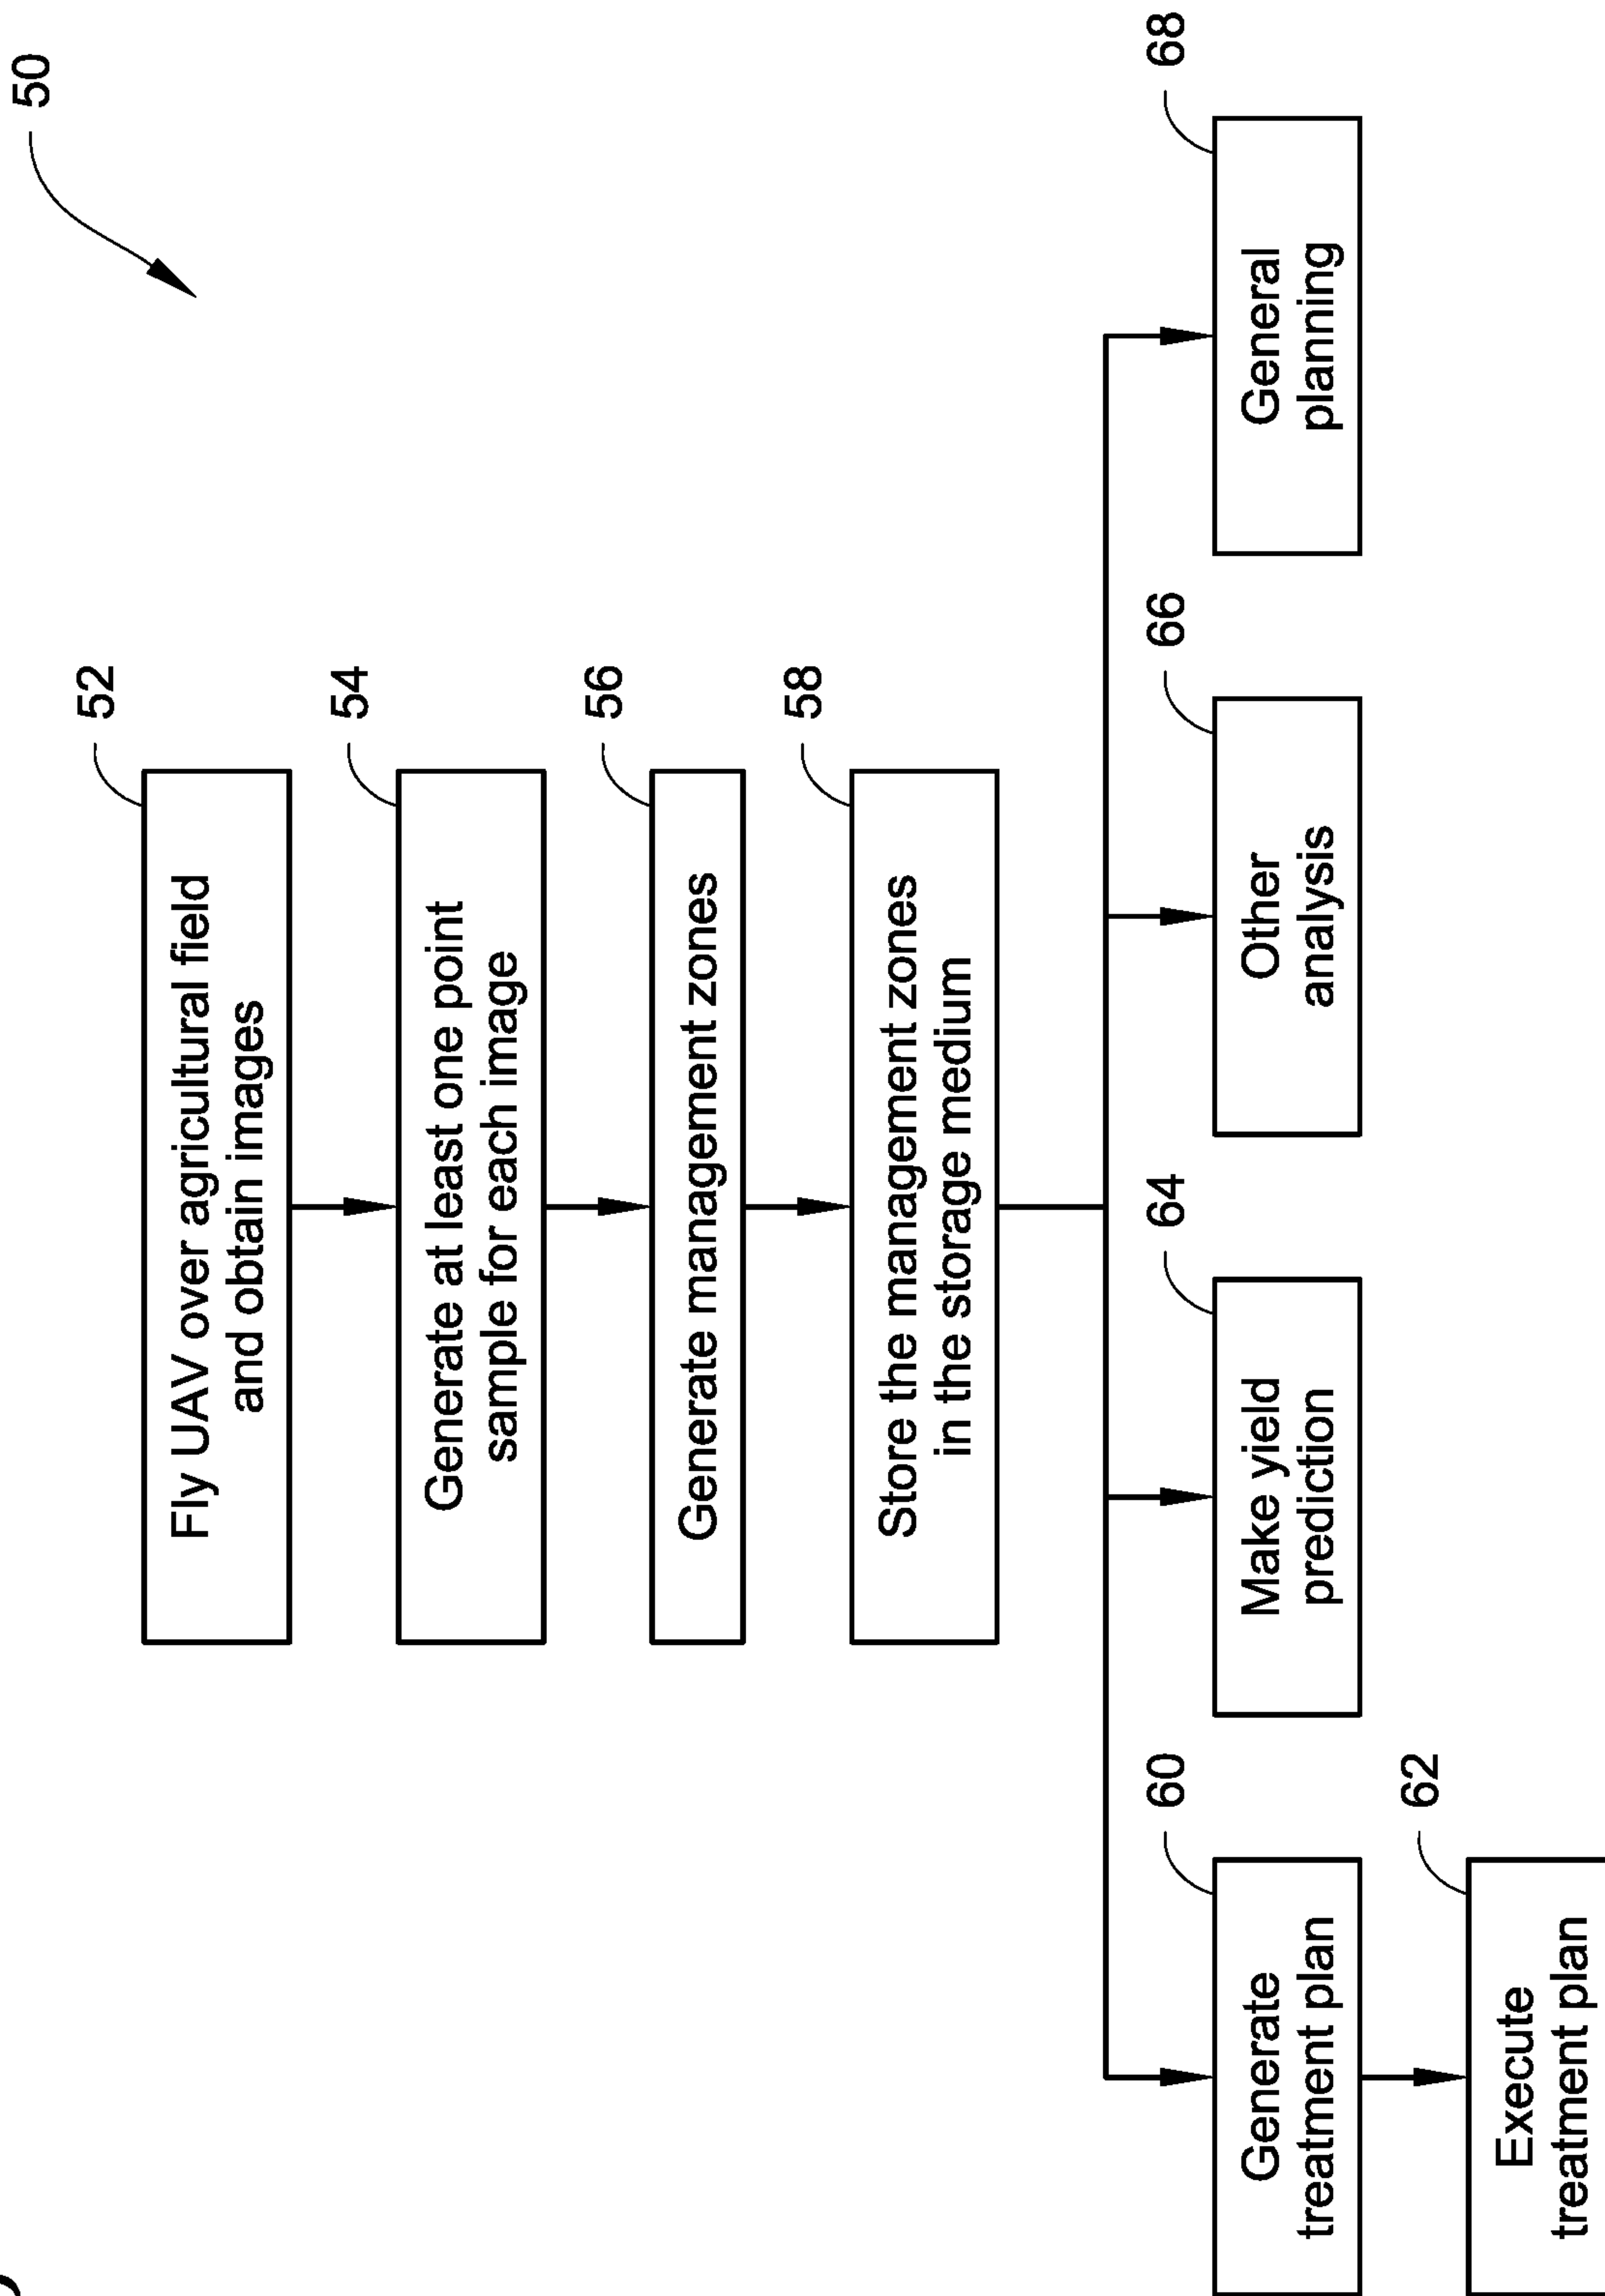 50
52
Fly UAV over agricultural field
and obtain images
54
Generate at least one point
sample for each image
56
Generate management zones
58
Store the management zones
in the storage medium
60
Generate
treatment plan
64
Make yield
prediction
66
Other
analysis
68
General
planning
62
Execute
treatment plan